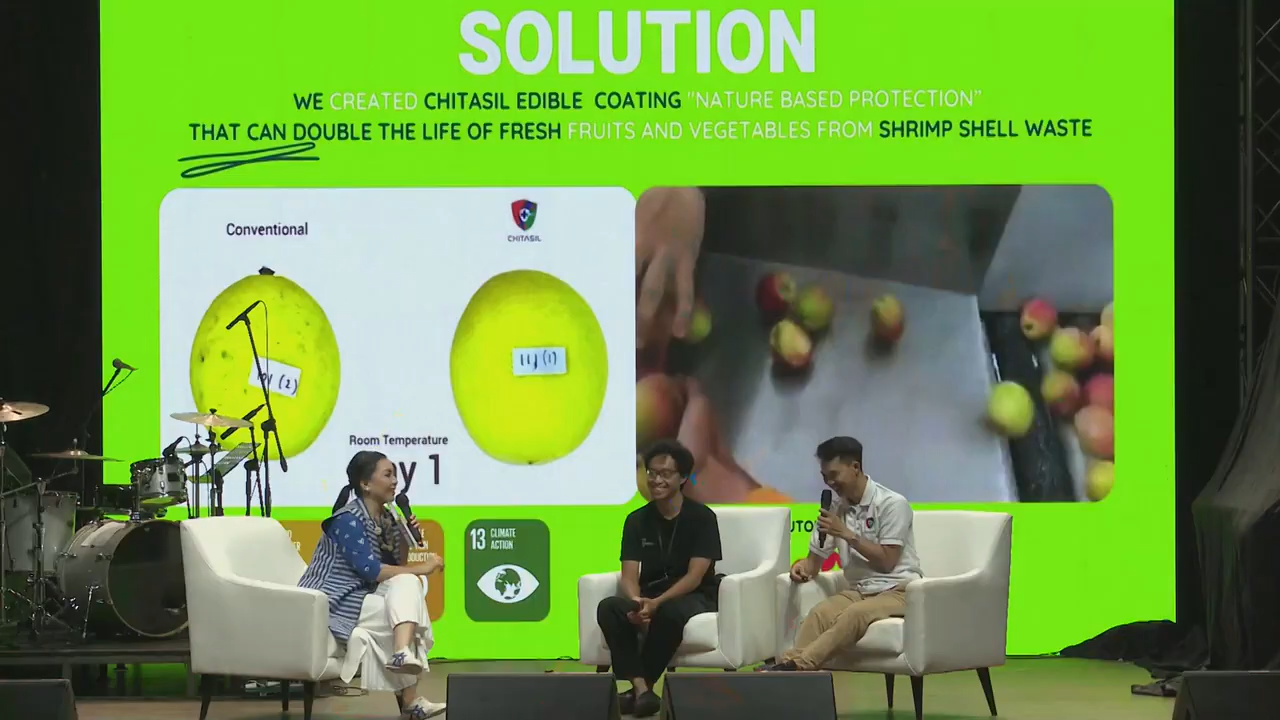 SOLUTION
WE CREATED CHITASIL EDIBLE COATING "NATURE BASED PROTECTION"
THAT CAN DOUBLE THE LIFE OF FRESH FRUITS AND VEGETABLES FROM SHRIMP SHELL WASTE
Conventional
CHITASIL
111 (1)
Room Temperature
13 CLIMATE
ACTION